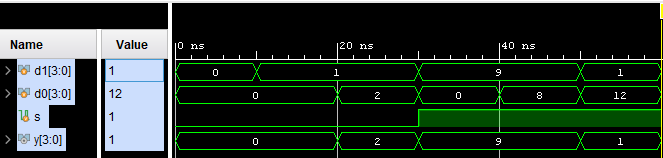 Name Value 0 ns 20 ns 40 ns
d1[3:0] 1 0 1 9 1
d0[3:0] 12 0 2 0 8 12
s 1
y[3:0] 1 0 2 9 1